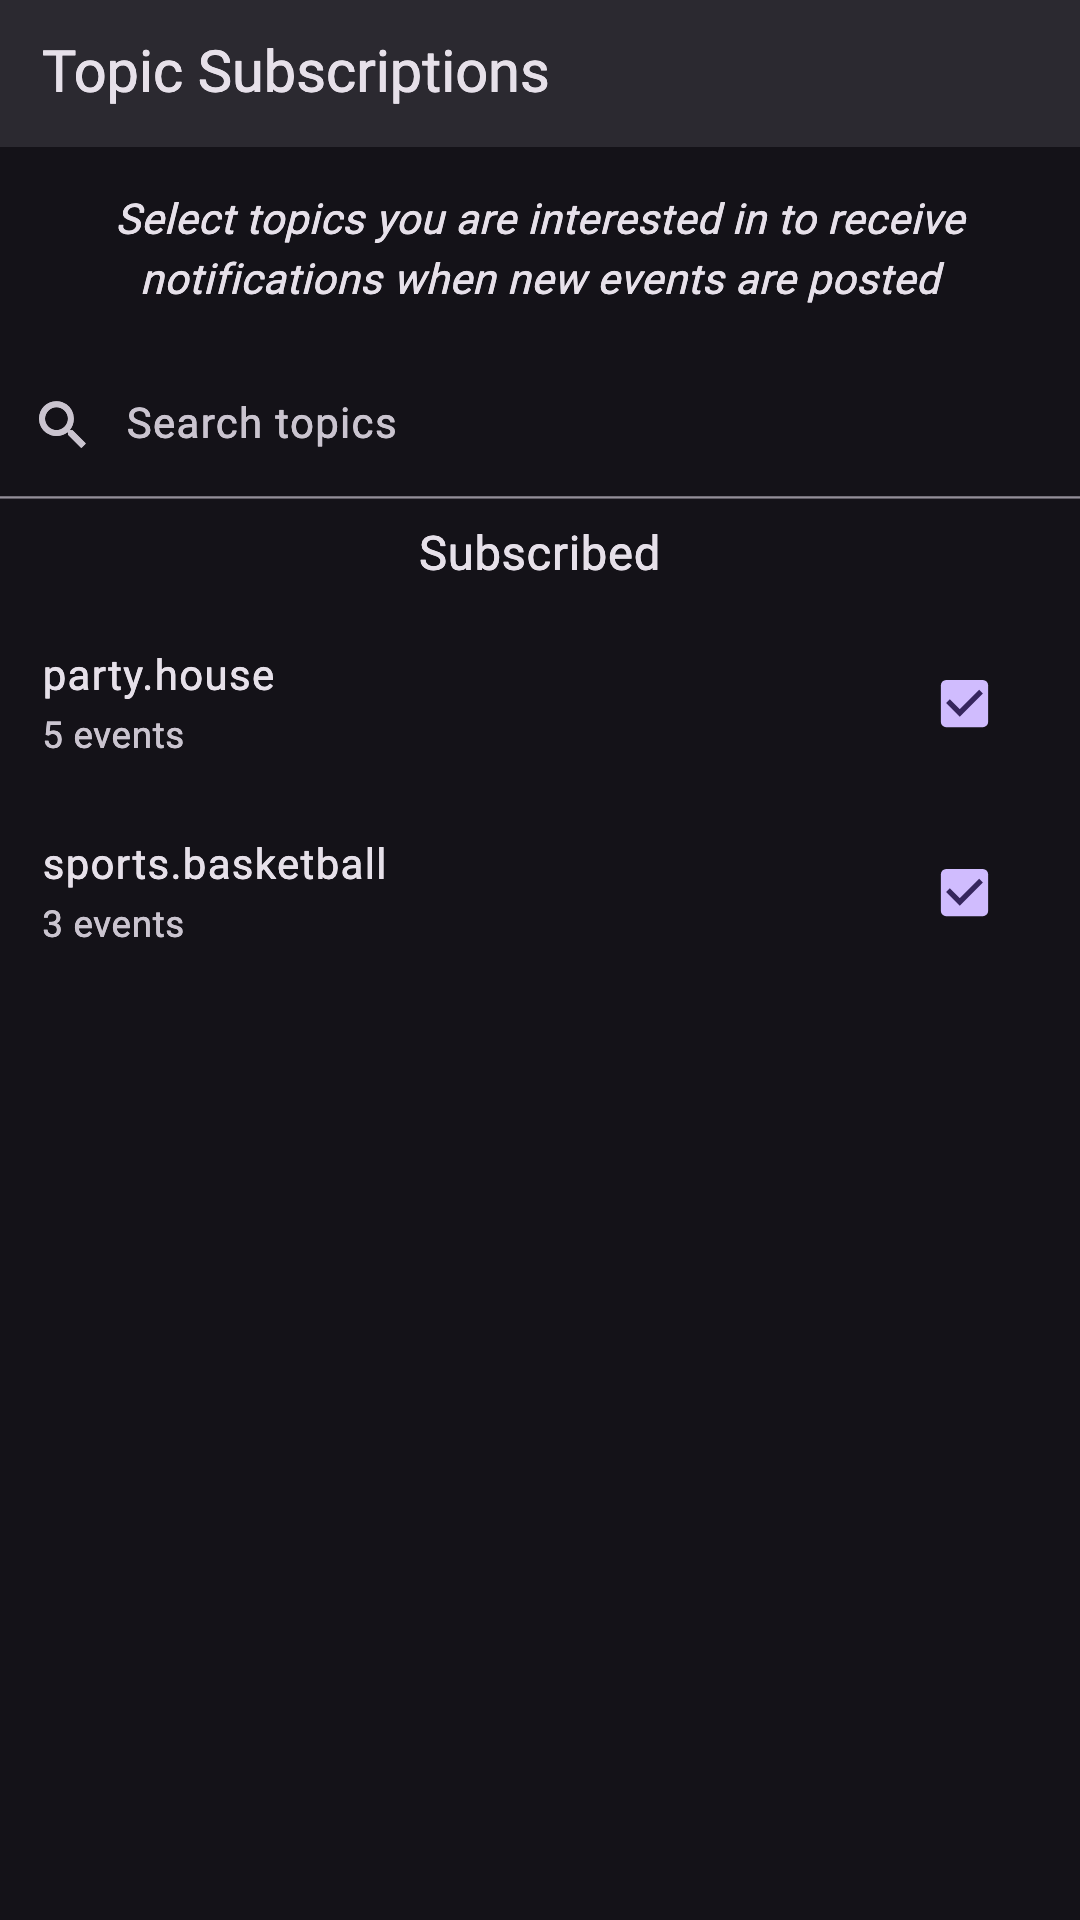 Topic Subscriptions
Select topics you are interested in to receive
notifications when new events are posted
Search topics
Subscribed
party.house
5 events
sports.basketball
3 events